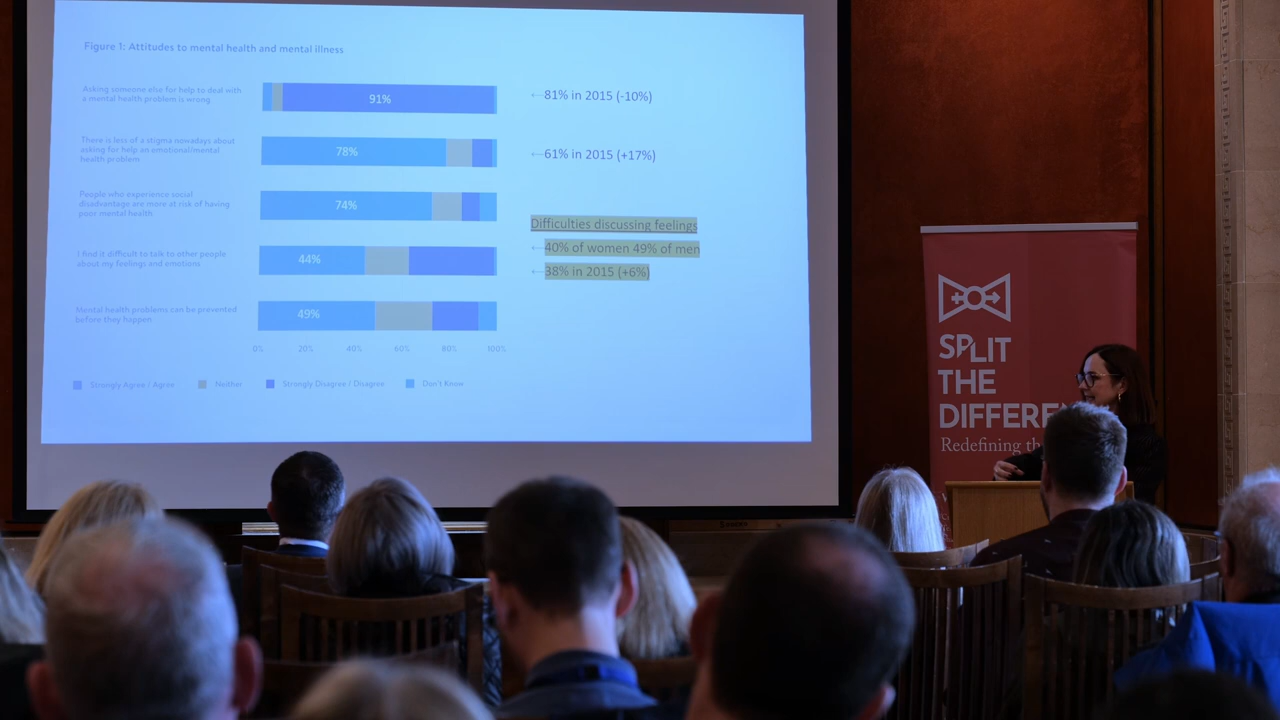 Figure 1: Attitudes to mental health and mental illness
Asking someone else for help to deal with
a mental health problem is wrong
91%
←81% in 2015 (-10%)
There is less of a stigma nowadays about
asking for help an emotional/mental
health problem
78%
←61% in 2015 (+17%)
People who experience social
disadvantage are more at risk of having
poor mental health
74%
Difficulties discussing feelings
←40% of women 49% of men
←38% in 2015 (+6%)
I find it difficult to talk to other people
about my feelings and emotions
44%
Mental health problems can be prevented
before they happen
49%
0% 20% 40% 60% 80% 100%
Strongly Agree / Agree Neither Strongly Disagree / Disagree Don't Know
SPLIT
THE
DIFFEREN
Redefining th